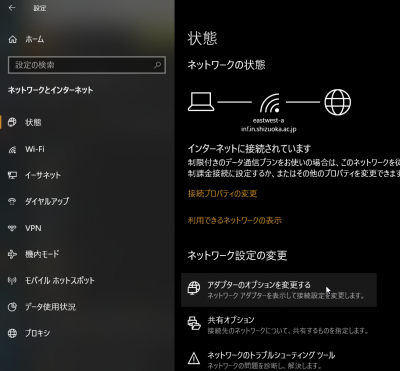 設定
ホーム
設定の検索
ネットワークとインターネット
状態
Wi-Fi
イーサネット
ダイヤルアップ
VPN
機内モード
モバイル ホットスポット
データ使用状況
プロキシ
状態
ネットワークの状態
eastwest-a
inf.in.shizuoka.ac.jp
インターネットに接続されています
制限付きのデータ通信プランをお使いの場合は、このネットワークを従
制課金接続に設定するか、またはその他のプロパティを変更できます
接続プロパティの変更
利用できるネットワークの表示
ネットワーク設定の変更
アダプターのオプションを変更する
ネットワーク アダプターを表示して接続設定を変更します。
共有オプション
接続先のネットワークについて、共有するものを指定します。
ネットワークのトラブルシューティング ツール
ネットワークの問題を診断し、解決します。